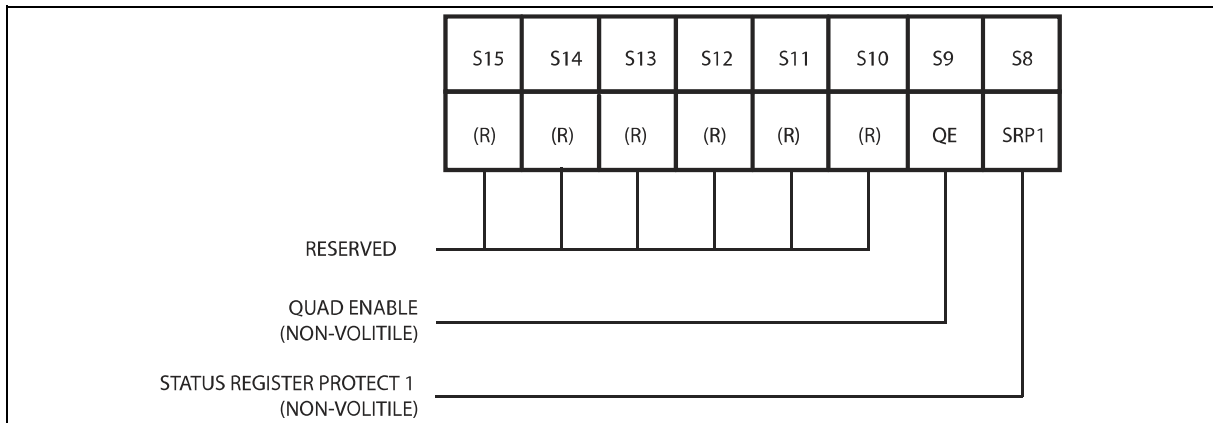 S15 S14 S13 S12 S11 S10 S9 S8
(R) (R) (R) (R) (R) (R) QE SRP1
RESERVED
QUAD ENABLE
(NON-VOLITILE)
STATUS REGISTER PROTECT 1
(NON-VOLITILE)